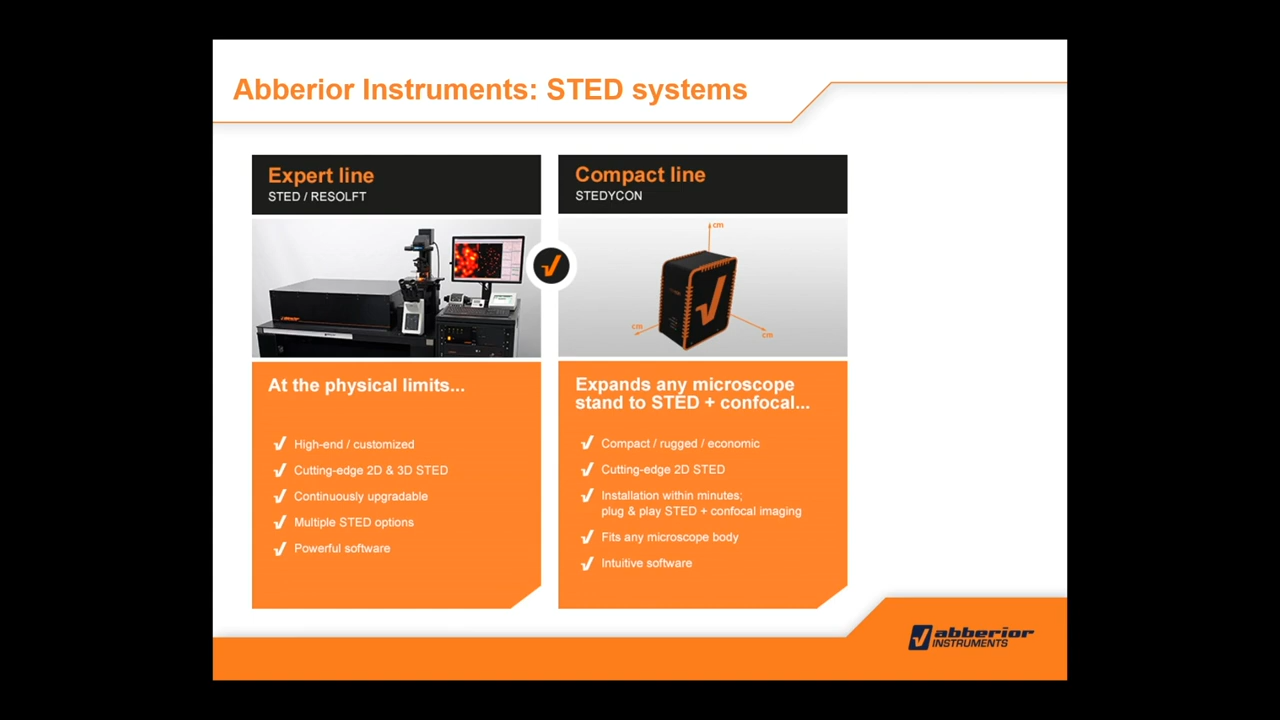 Abberior Instruments: STED systems
Expert line
STED / RESOLFT
At the physical limits...
High-end / customized
Cutting-edge 2D & 3D STED
Continuously upgradable
Multiple STED options
Powerful software
Compact line
STEDYCON
cm
cm
cm
Expands any microscope
stand to STED + confocal...
Compact / rugged / economic
Cutting-edge 2D STED
Installation within minutes;
plug & play STED + confocal imaging
Fits any microscope body
Intuitive software
abberior
INSTRUMENTS